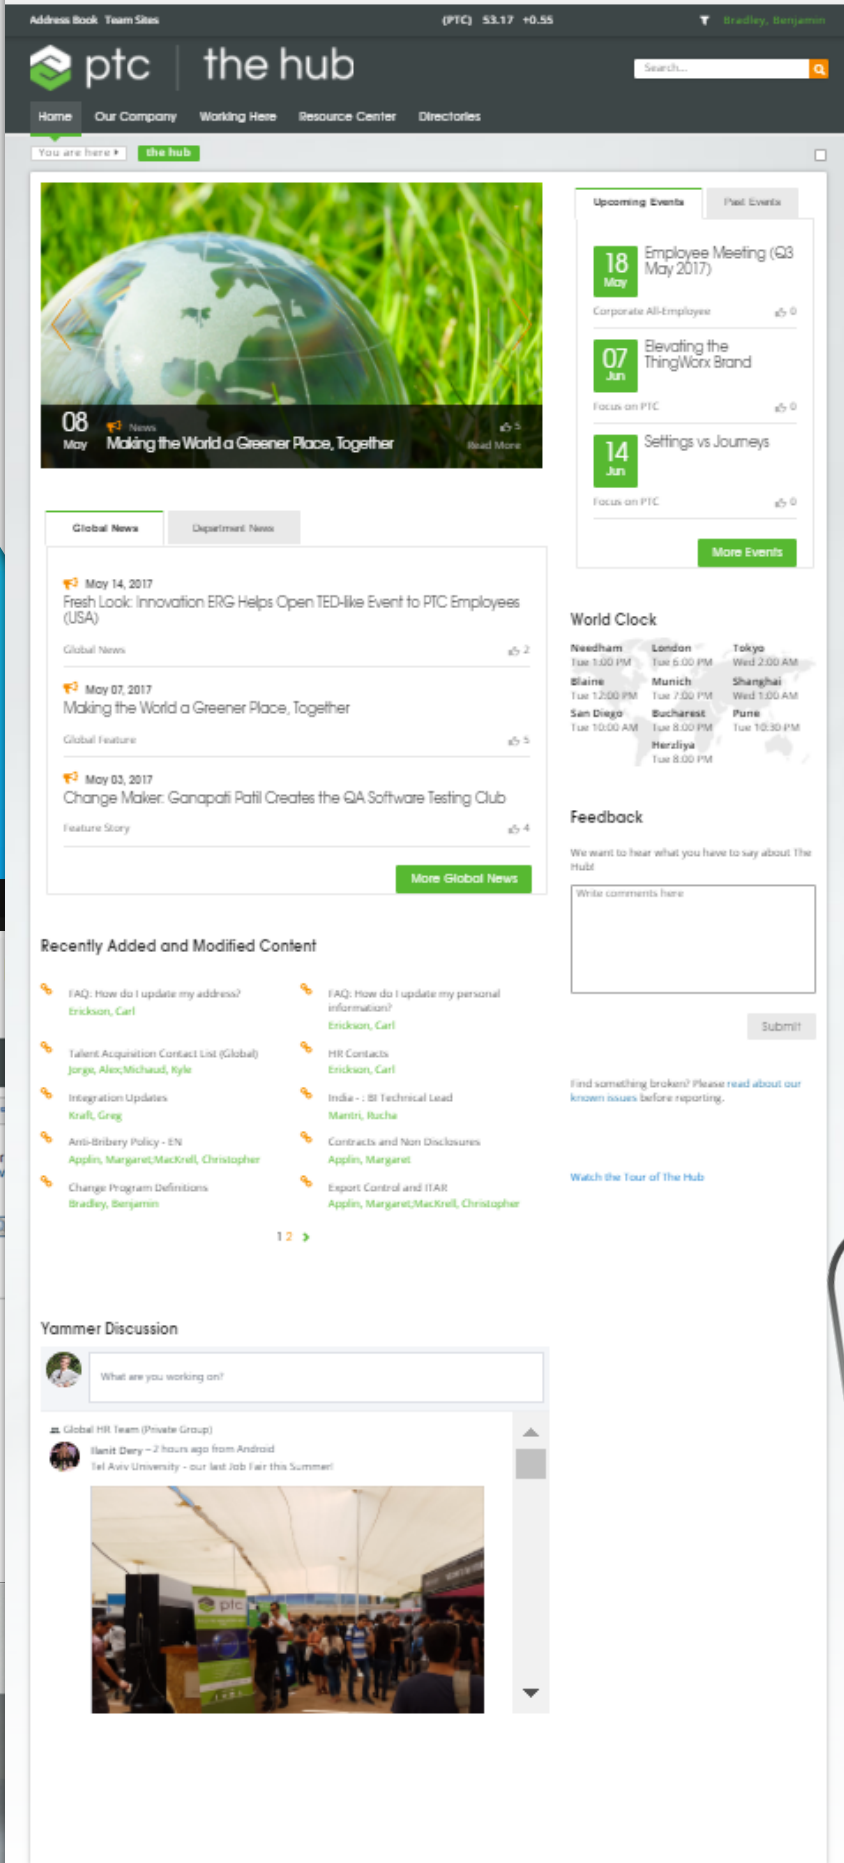 Address Book Team Sites
(PTC) 53.17 +0.55
Bradley, Benjamin
ptc | the hub
Search...
Home Our Company Working Here Resource Center Directories
You are here
the hub
08
May
News
5
Making the World a Greener Place, Together
Read More
Upcoming Events
Past Events
18
May
Employee Meeting (Q3
May 2017)
Corporate All-Employee
0
07
Jun
Elevating the
ThingWorx Brand
Focus on PTC
0
14
Jun
Settings vs Journeys
Focus on PTC
0
More Events
Global News
Department News
May 14, 2017
Fresh Look: Innovation ERG Helps Open TED-like Event to PTC Employees
(USA)
Global News
2
May 07, 2017
Making the World a Greener Place, Together
Global Feature
5
May 03, 2017
Change Maker: Ganapati Patil Creates the QA Software Testing Club
Feature Story
4
More Global News
World Clock
Needham London Tokyo
Tue 1:00 PM Tue 6:00 PM Wed 2:00 AM
Blaine Munich Shanghai
Tue 12:00 PM Tue 7:00 PM Wed 1:00 AM
San Diego Bucharest Pune
Tue 10:00 AM Tue 8:00 PM Tue 10:30 PM
Herzliya
Tue 8:00 PM
Feedback
We want to hear what you have to say about The
Hub!
Write comments here
Submit
Find something broken? Please read about our
known issues before reporting.
Watch the Tour of The Hub
Recently Added and Modified Content
FAQ: How do I update my address?
Erickson, Carl
FAQ: How do I update my personal
information?
Erickson, Carl
Talent Acquisition Contact List (Global)
Jorge, Alex;Michaud, Kyle
HR Contacts
Erickson, Carl
Integration Updates
Kraft, Greg
India - : BI Technical Lead
Mantri, Rucha
Anti-Bribery Policy - EN
Applin, Margaret;MacKrell, Christopher
Contracts and Non Disclosures
Applin, Margaret
Change Program Definitions
Bradley, Benjamin
Export Control and ITAR
Applin, Margaret;MacKrell, Christopher
1 2
Yammer Discussion
What are you working on?
Global HR Team (Private Group)
Ilanit Dery – 2 hours ago from Android
Tel Aviv University - our last Job Fair this Summer!
ptc